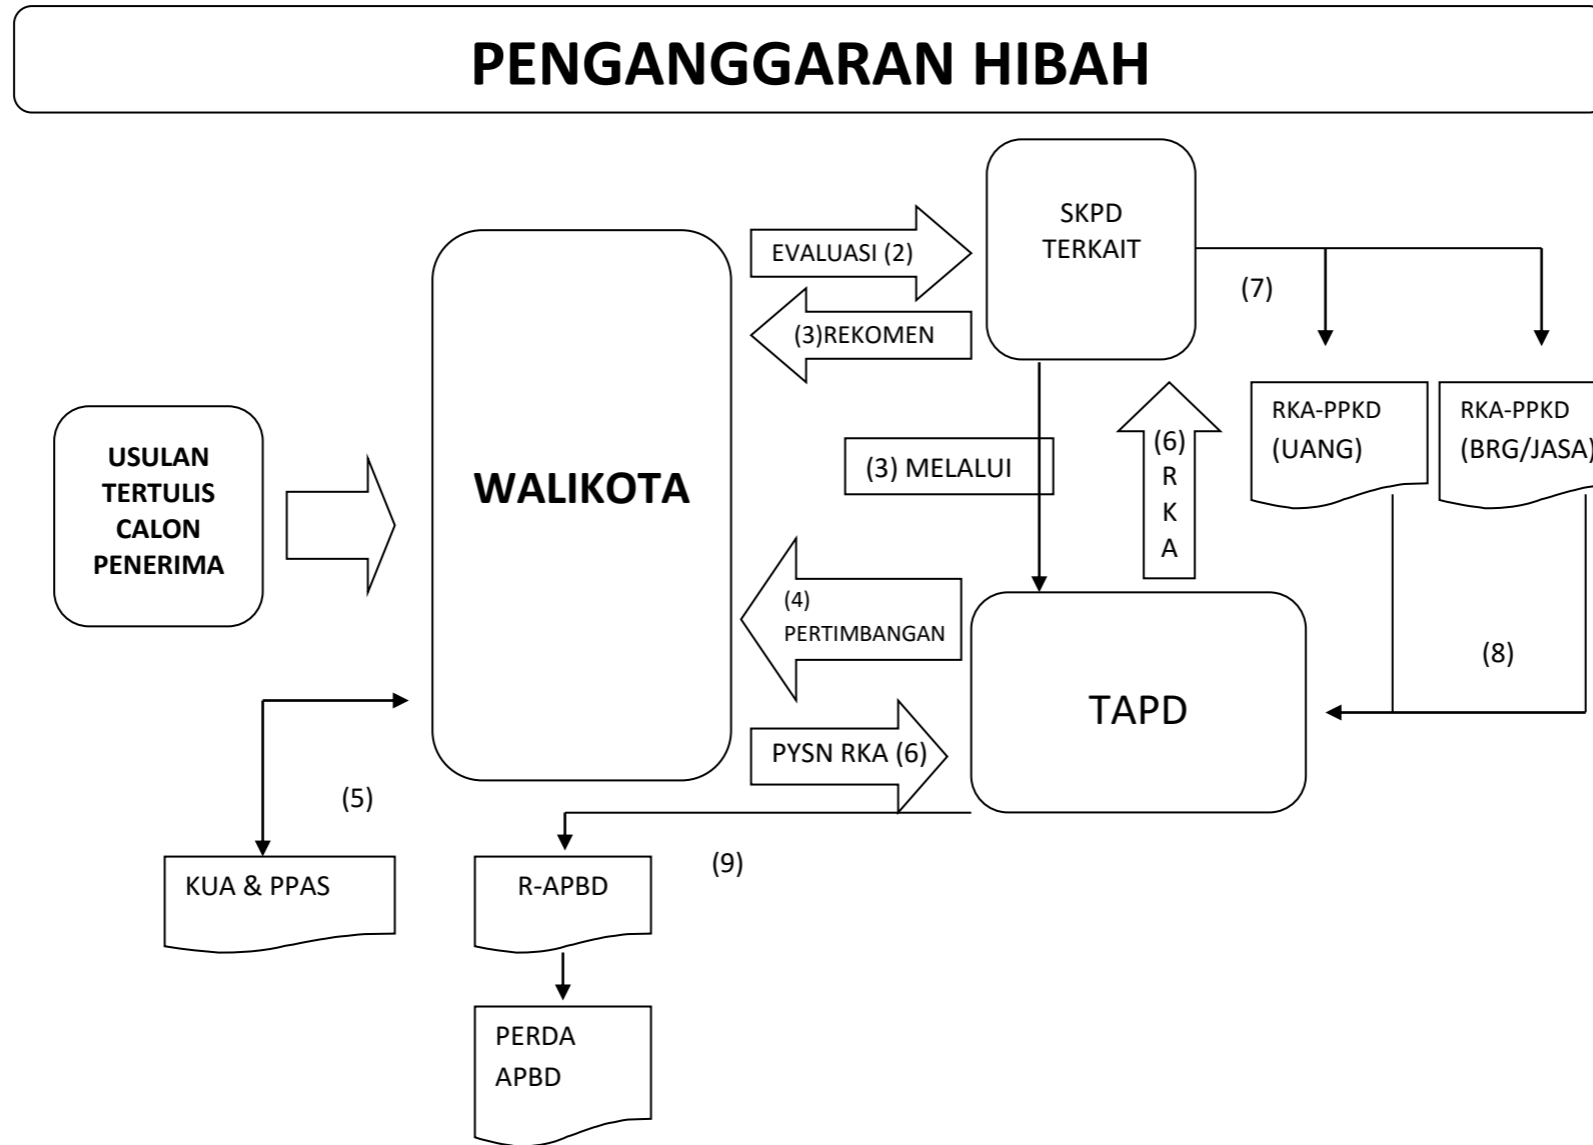 PENGANGGARAN HIBAH
SKPD
TERKAIT
EVALUASI (2)
(7)
(3)REKOMEN
RKA-PPKD
(UANG)
RKA-PPKD
(BRG/JASA)
USULAN
TERTULIS
CALON
PENERIMA
WALIKOTA
(3) MELALUI
(6)
R
K
A
(4)
PERTIMBANGAN
(8)
TAPD
PYSN RKA (6)
(5)
(9)
KUA & PPAS
R-APBD
PERDA
APBD